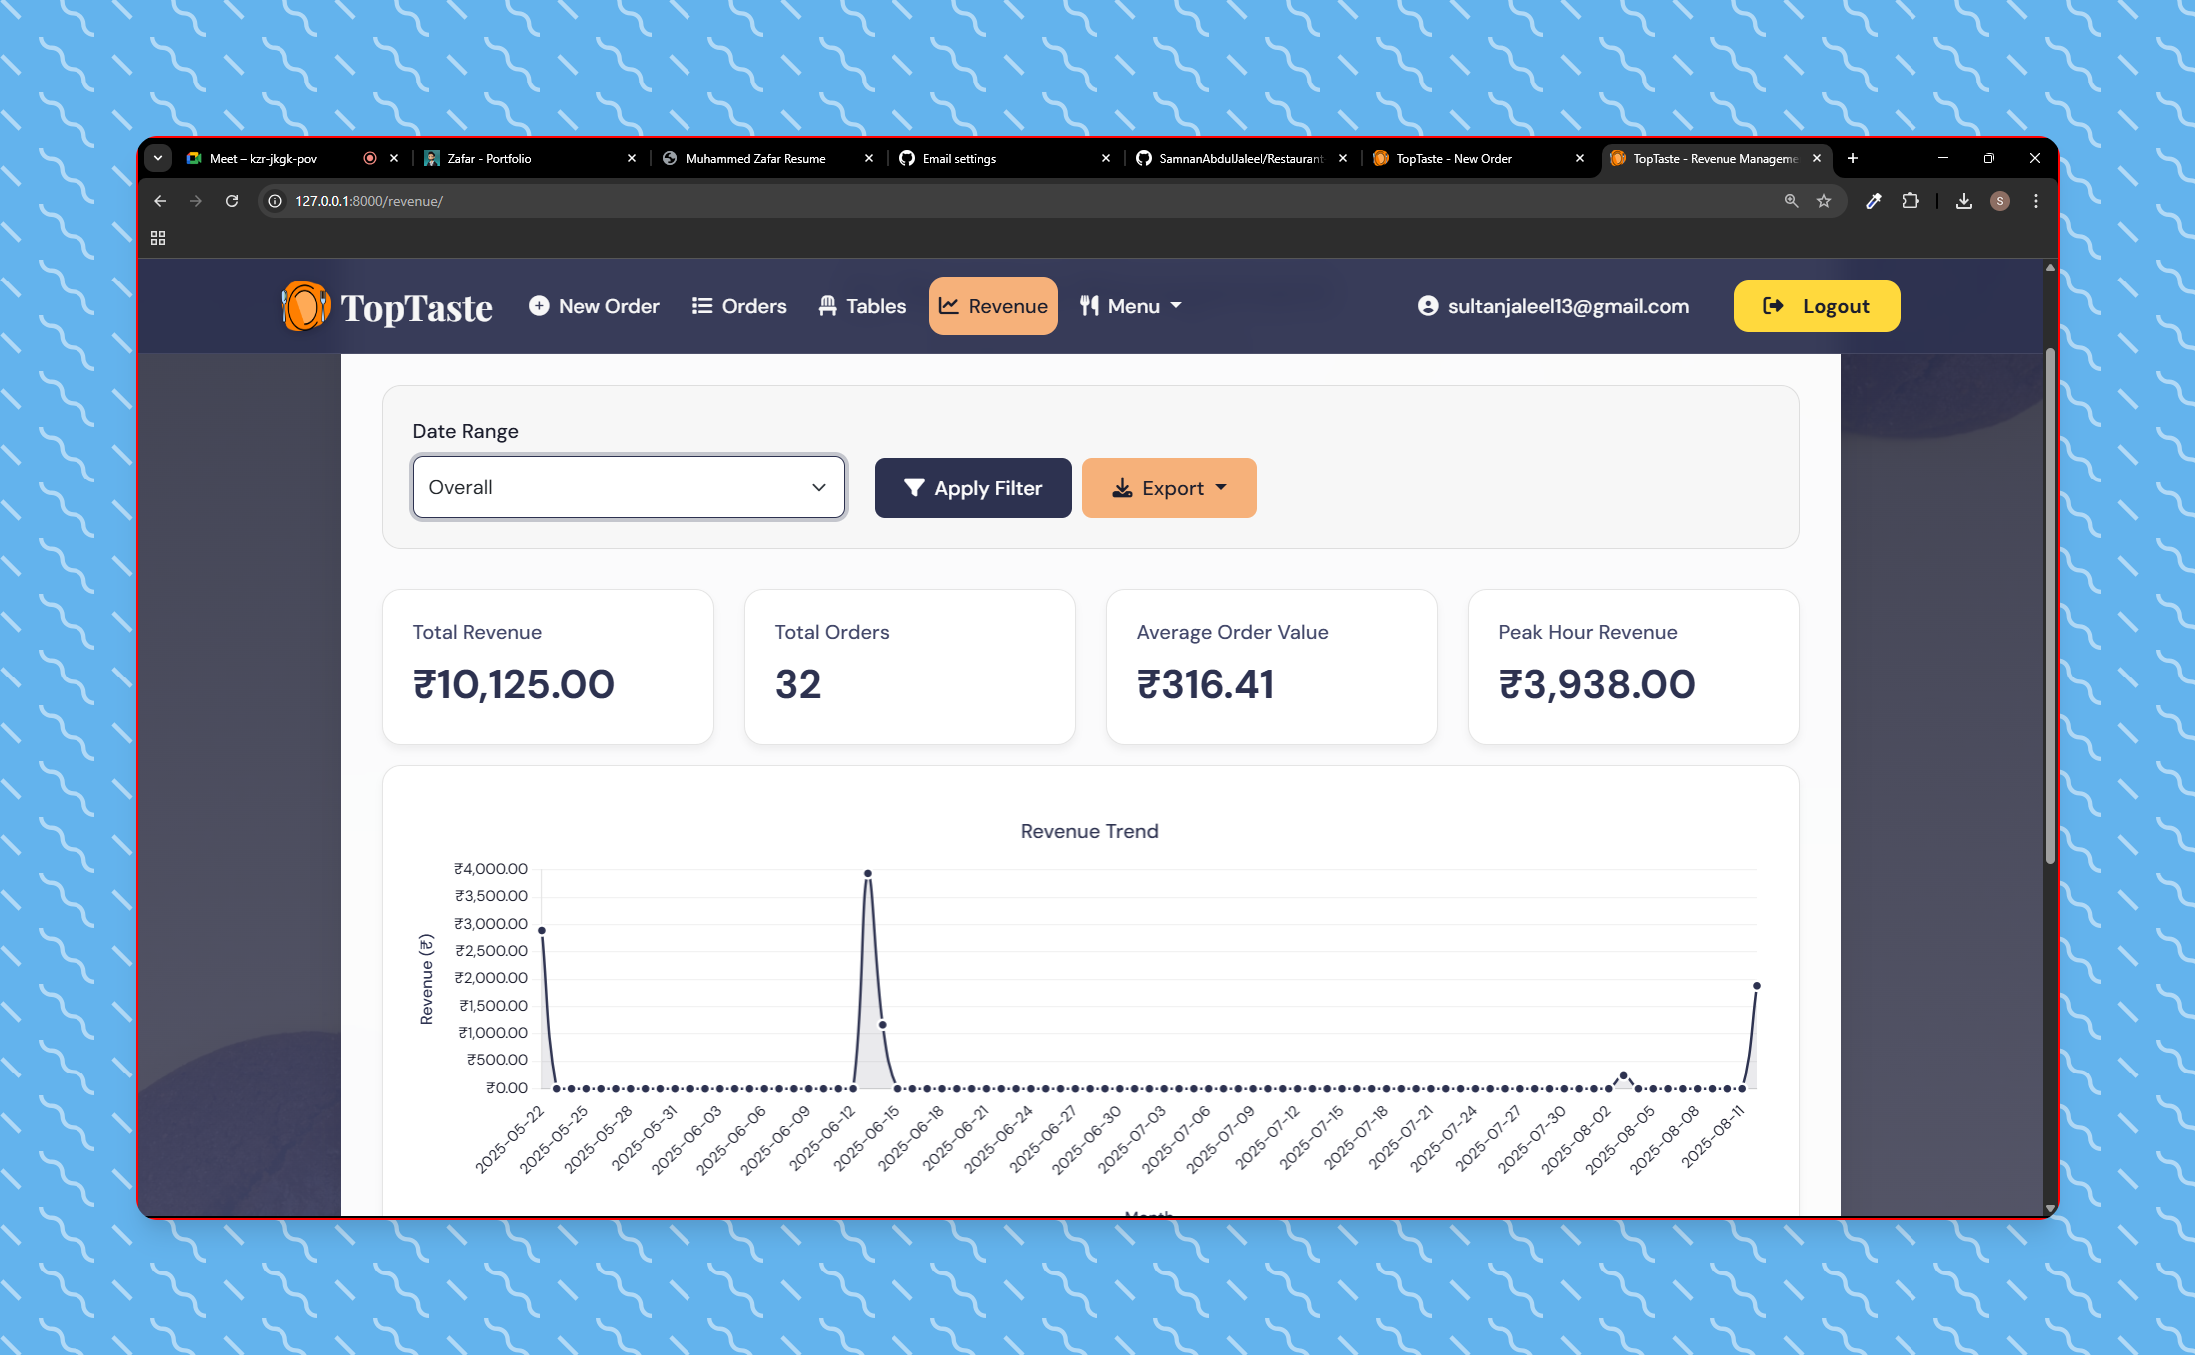 Meet – kzr-jkgk-pov
Zafar - Portfolio
Muhammed Zafar Resume
Email settings
SamnanAbdulJaleel/Restaurant
TopTaste - New Order
TopTaste - Revenue Manageme
127.0.0.1:8000/revenue/
S
TopTaste
New Order
Orders
Tables
Revenue
Menu
sultanjaleel13@gmail.com
Logout
Date Range
Overall
Apply Filter
Export
Total Revenue
₹10,125.00
Total Orders
32
Average Order Value
₹316.41
Peak Hour Revenue
₹3,938.00
Revenue Trend
Revenue (₹)
₹4,000.00
₹3,500.00
₹3,000.00
₹2,500.00
₹2,000.00
₹1,500.00
₹1,000.00
₹500.00
₹0.00
2025-05-22
2025-05-25
2025-05-28
2025-05-31
2025-06-03
2025-06-06
2025-06-09
2025-06-12
2025-06-15
2025-06-18
2025-06-21
2025-06-24
2025-06-27
2025-06-30
2025-07-03
2025-07-06
2025-07-09
2025-07-12
2025-07-15
2025-07-18
2025-07-21
2025-07-24
2025-07-27
2025-07-30
2025-08-02
2025-08-05
2025-08-08
2025-08-11
Month